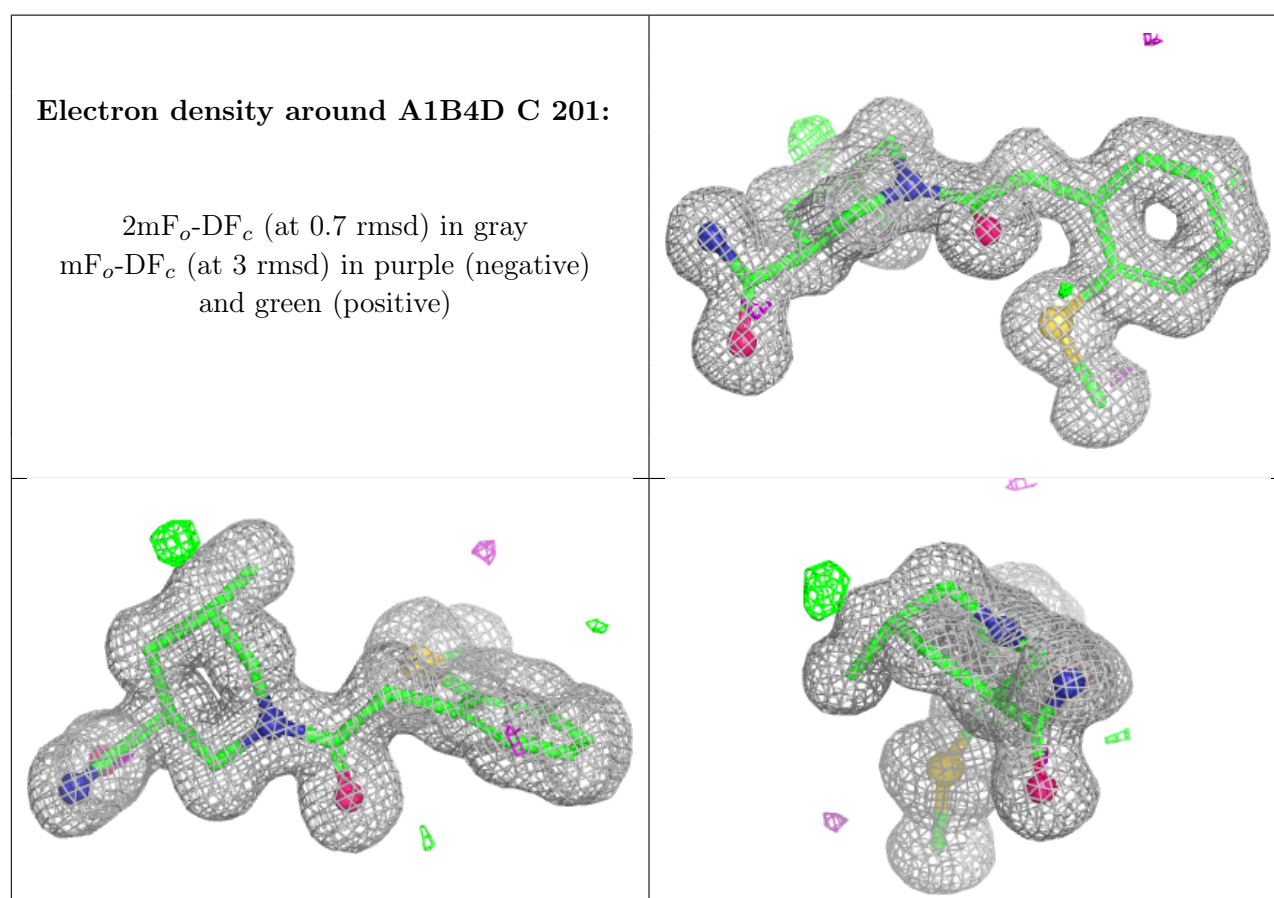 Electron density around A1B4D C 201:
2mFo-DFc (at 0.7 rmsd) in gray
mFo-DFc (at 3 rmsd) in purple (negative)
and green (positive)